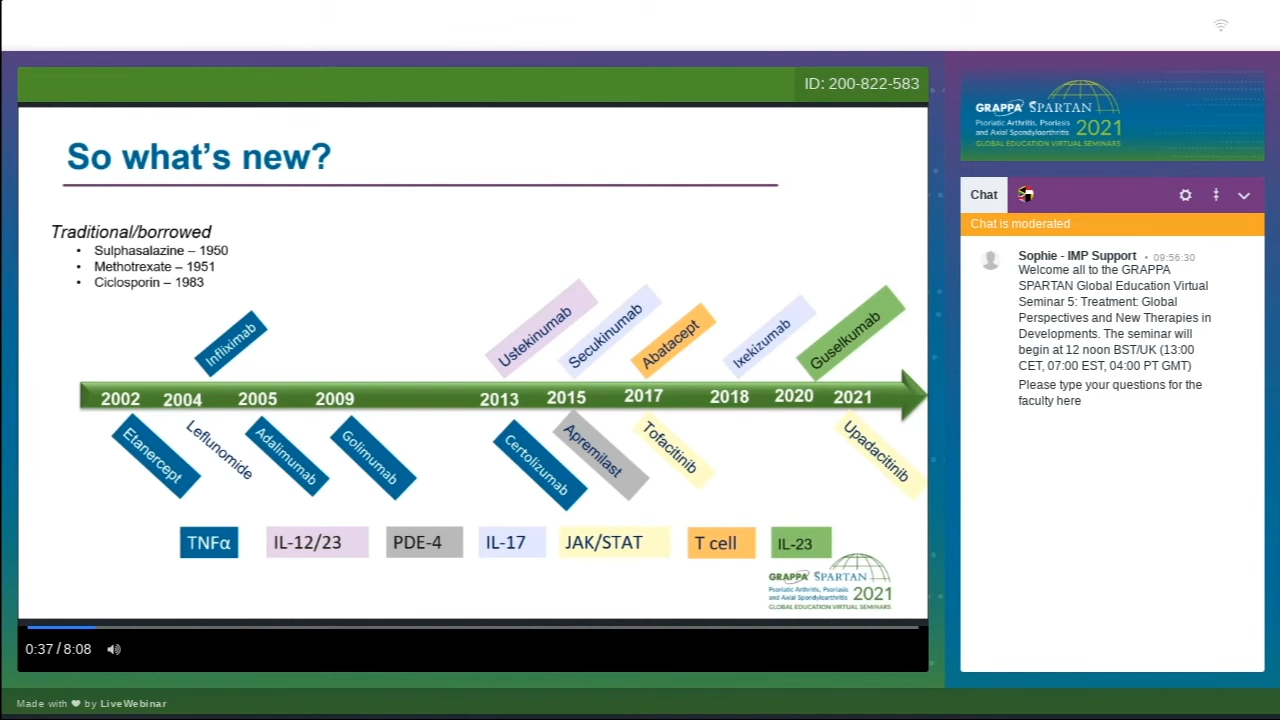 ID: 200-822-583
So what's new?
Traditional/borrowed
• Sulphasalazine – 1950
• Methotrexate – 1951
• Ciclosporin – 1983
Infliximab
Ustekinumab
Secukinumab
Abatacept
Ixekizumab
Guselkumab
2002 2004 2005 2009 2013 2015 2017 2018 2020 2021
Etanercept
Leflunomide
Adalimumab
Golimumab
Certolizumab
Apremilast
Tofacitinib
Upadacitinib
TNFα IL-12/23 PDE-4 IL-17 JAK/STAT T cell IL-23
GRAPPA SPARTAN
Psoriatic Arthritis, Psoriasis
and Axial Spondyloarthritis 2021
GLOBAL EDUCATION VIRTUAL SEMINARS
0:37 / 8:08
GRAPPA SPARTAN
Psoriatic Arthritis, Psoriasis
and Axial Spondyloarthritis 2021
GLOBAL EDUCATION VIRTUAL SEMINARS
Chat
Chat is moderated
Sophie - IMP Support • 09:56:30
Welcome all to the GRAPPA
SPARTAN Global Education Virtual
Seminar 5: Treatment: Global
Perspectives and New Therapies in
Developments. The seminar will
begin at 12 noon BST/UK (13:00
CET, 07:00 EST, 04:00 PT GMT)
Please type your questions for the
faculty here
Made with ❤ by LiveWebinar